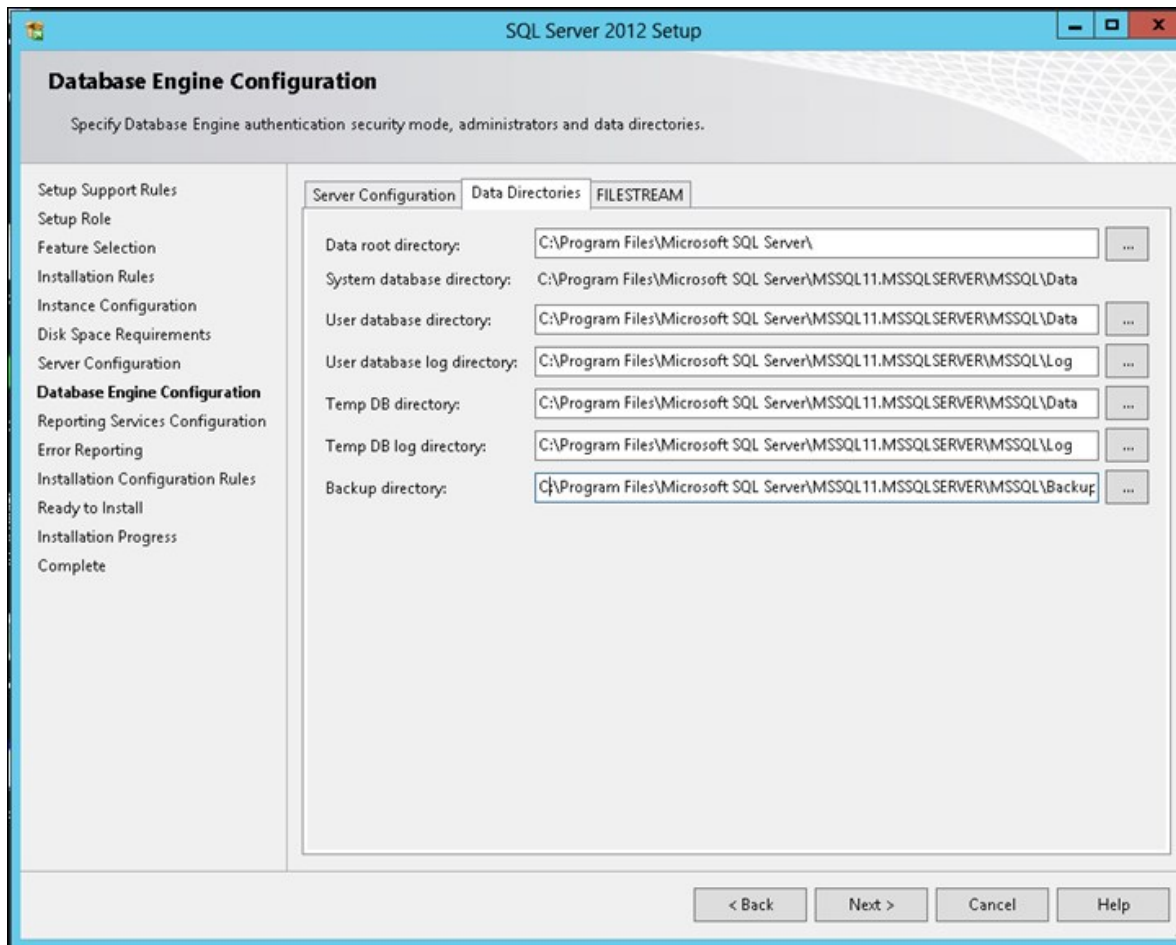 SQL Server 2012 Setup
Database Engine Configuration
Specify Database Engine authentication security mode, administrators and data directories.
Setup Support Rules
Setup Role
Feature Selection
Installation Rules
Instance Configuration
Disk Space Requirements
Server Configuration
Database Engine Configuration
Reporting Services Configuration
Error Reporting
Installation Configuration Rules
Ready to Install
Installation Progress
Complete
Server Configuration Data Directories FILESTREAM
Data root directory: C:\Program Files\Microsoft SQL Server\ ...
System database directory: C:\Program Files\Microsoft SQL Server\MSSQL11.MSSQLSERVER\MSSQL\Data
User database directory: C:\Program Files\Microsoft SQL Server\MSSQL11.MSSQLSERVER\MSSQL\Data ...
User database log directory: C:\Program Files\Microsoft SQL Server\MSSQL11.MSSQLSERVER\MSSQL\Log ...
Temp DB directory: C:\Program Files\Microsoft SQL Server\MSSQL11.MSSQLSERVER\MSSQL\Data ...
Temp DB log directory: C:\Program Files\Microsoft SQL Server\MSSQL11.MSSQLSERVER\MSSQL\Log ...
Backup directory: C:\Program Files\Microsoft SQL Server\MSSQL11.MSSQLSERVER\MSSQL\Backup ...
< Back Next > Cancel Help